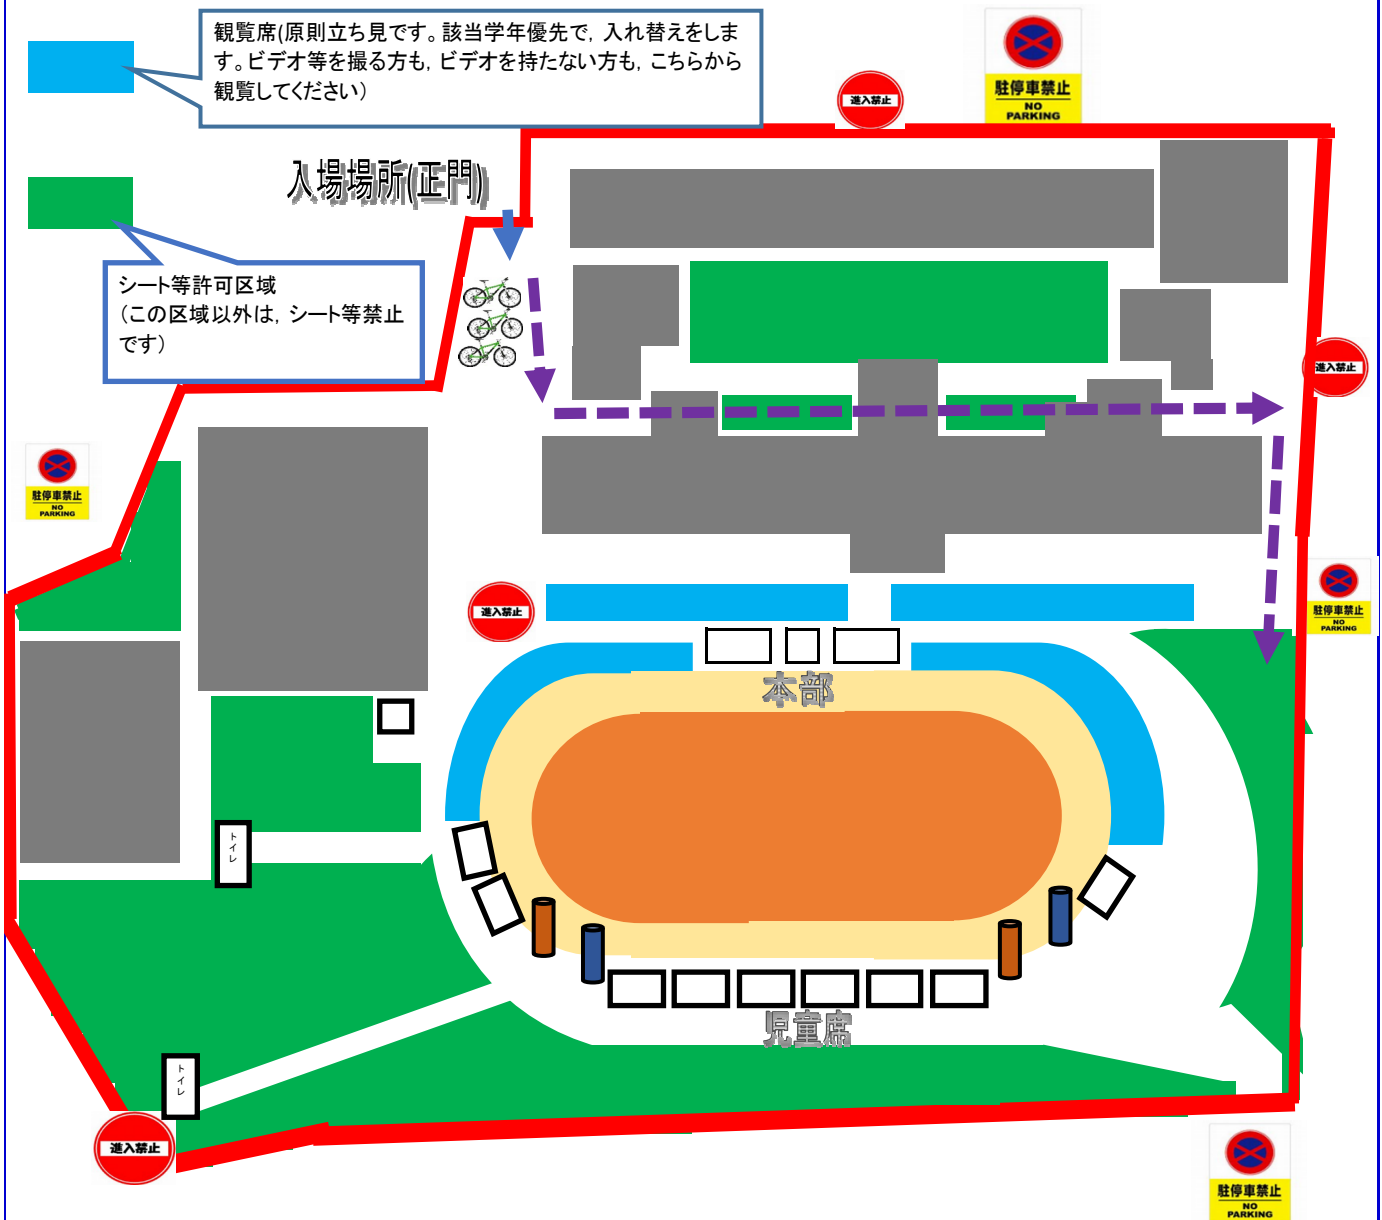 観覧席(原則立ち見です。該当学年優先で, 入れ替えをしま
す。ビデオ等を撮る方も, ビデオを持たない方も, こちらから
観覧してください)
駐停車禁止
NO
PARKING
進入禁止
入場場所(正門)
シート等許可区域
(この区域以外は, シート等禁止
です)
進入禁止
駐停車禁止
NO
PARKING
進入禁止
駐停車禁止
NO
PARKING
本部
トイレ
児童席
トイレ
進入禁止
駐停車禁止
NO
PARKING